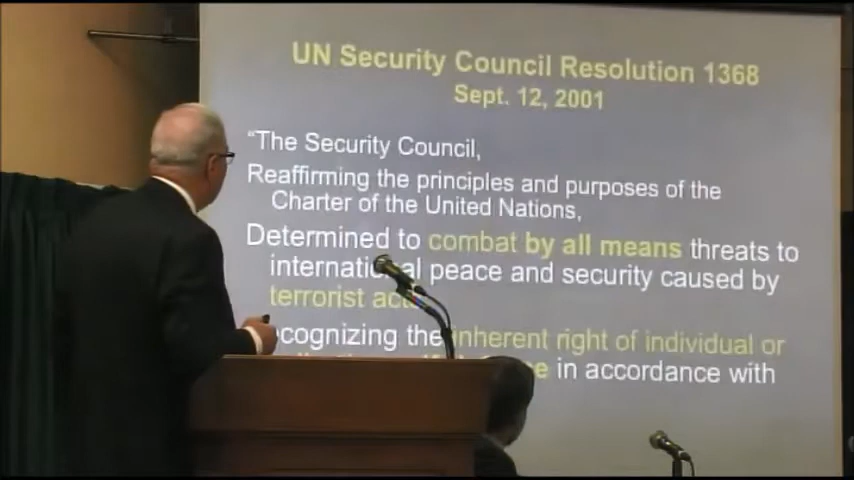 UN Security Council Resolution 1368
Sept. 12, 2001
“The Security Council,
Reaffirming the principles and purposes of the
Charter of the United Nations,
Determined to combat by all means threats to
international peace and security caused by
terrorist
cognizing the inherent right of individual or
in accordance with